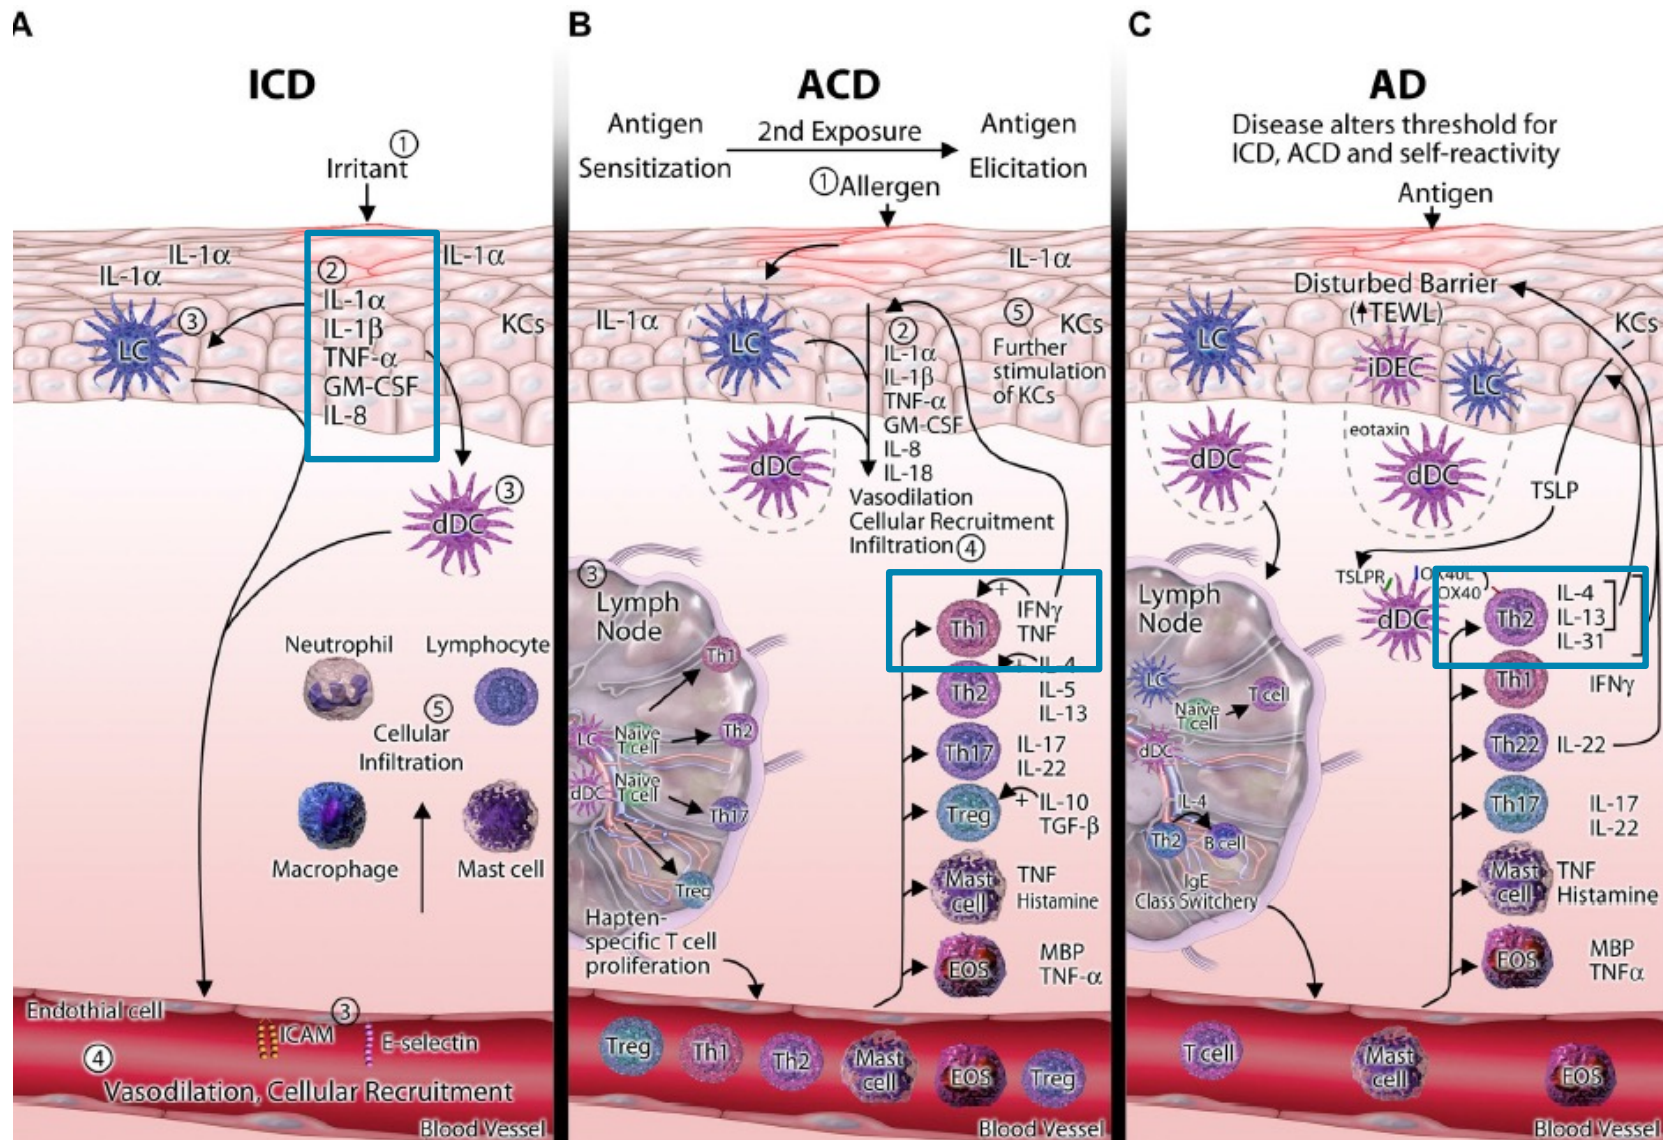 A
ICD
Irritant
①
IL-1α
IL-1α
IL-1α
②
IL-1α
IL-1β
TNF-α
GM-CSF
IL-8
LC
③
KCs
dDC
③
Neutrophil
Lymphocyte
⑤
Cellular
Infiltration
Macrophage
Mast cell
Endothial cell
ICAM
③
E-selectin
④
Vasodilation, Cellular Recruitment
Blood Vessel
B
ACD
Antigen
Sensitization
2nd Exposure
Antigen
Elicitation
① Allergen
IL-1α
IL-1α
LC
dDC
②
IL-1α
IL-1β
TNF-α
GM-CSF
IL-8
IL-18
Vasodilation
Cellular Recruitment
Infiltration ④
⑤ KCs
Further
stimulation
of KCs
③
Lymph
Node
Th1
LC
Naive
T cell
Th2
dDC
Naive
T cell
Th17
Treg
Hapten-
specific T cell
proliferation
Th1
+
IFNγ
TNF
Th2
+
IL-4
IL-5
IL-13
Th17
IL-17
IL-22
Treg
+
IL-10
TGF-β
Mast
cell
TNF
Histamine
EOS
MBP
TNF-α
Treg
Th1
Th2
Mast
cell
EOS
Treg
Blood Vessel
C
AD
Disease alters threshold for
ICD, ACD and self-reactivity
Antigen
Disturbed Barrier
(↑TEWL)
KCs
LC
iDEC
LC
dDC
eotaxin
dDC
TSLP
TSLPR
OX40L
OX40
dDC
Lymph
Node
LC
Naive
T cell
T cell
dDC
IL-4
Th2
B cell
IgE
Class Switchery
Th2
IL-4
IL-13
IL-31
Th1
IFNγ
Th22
IL-22
Th17
IL-17
IL-22
Mast
cell
TNF
Histamine
EOS
MBP
TNFα
T cell
Mast
cell
EOS
Blood Vessel